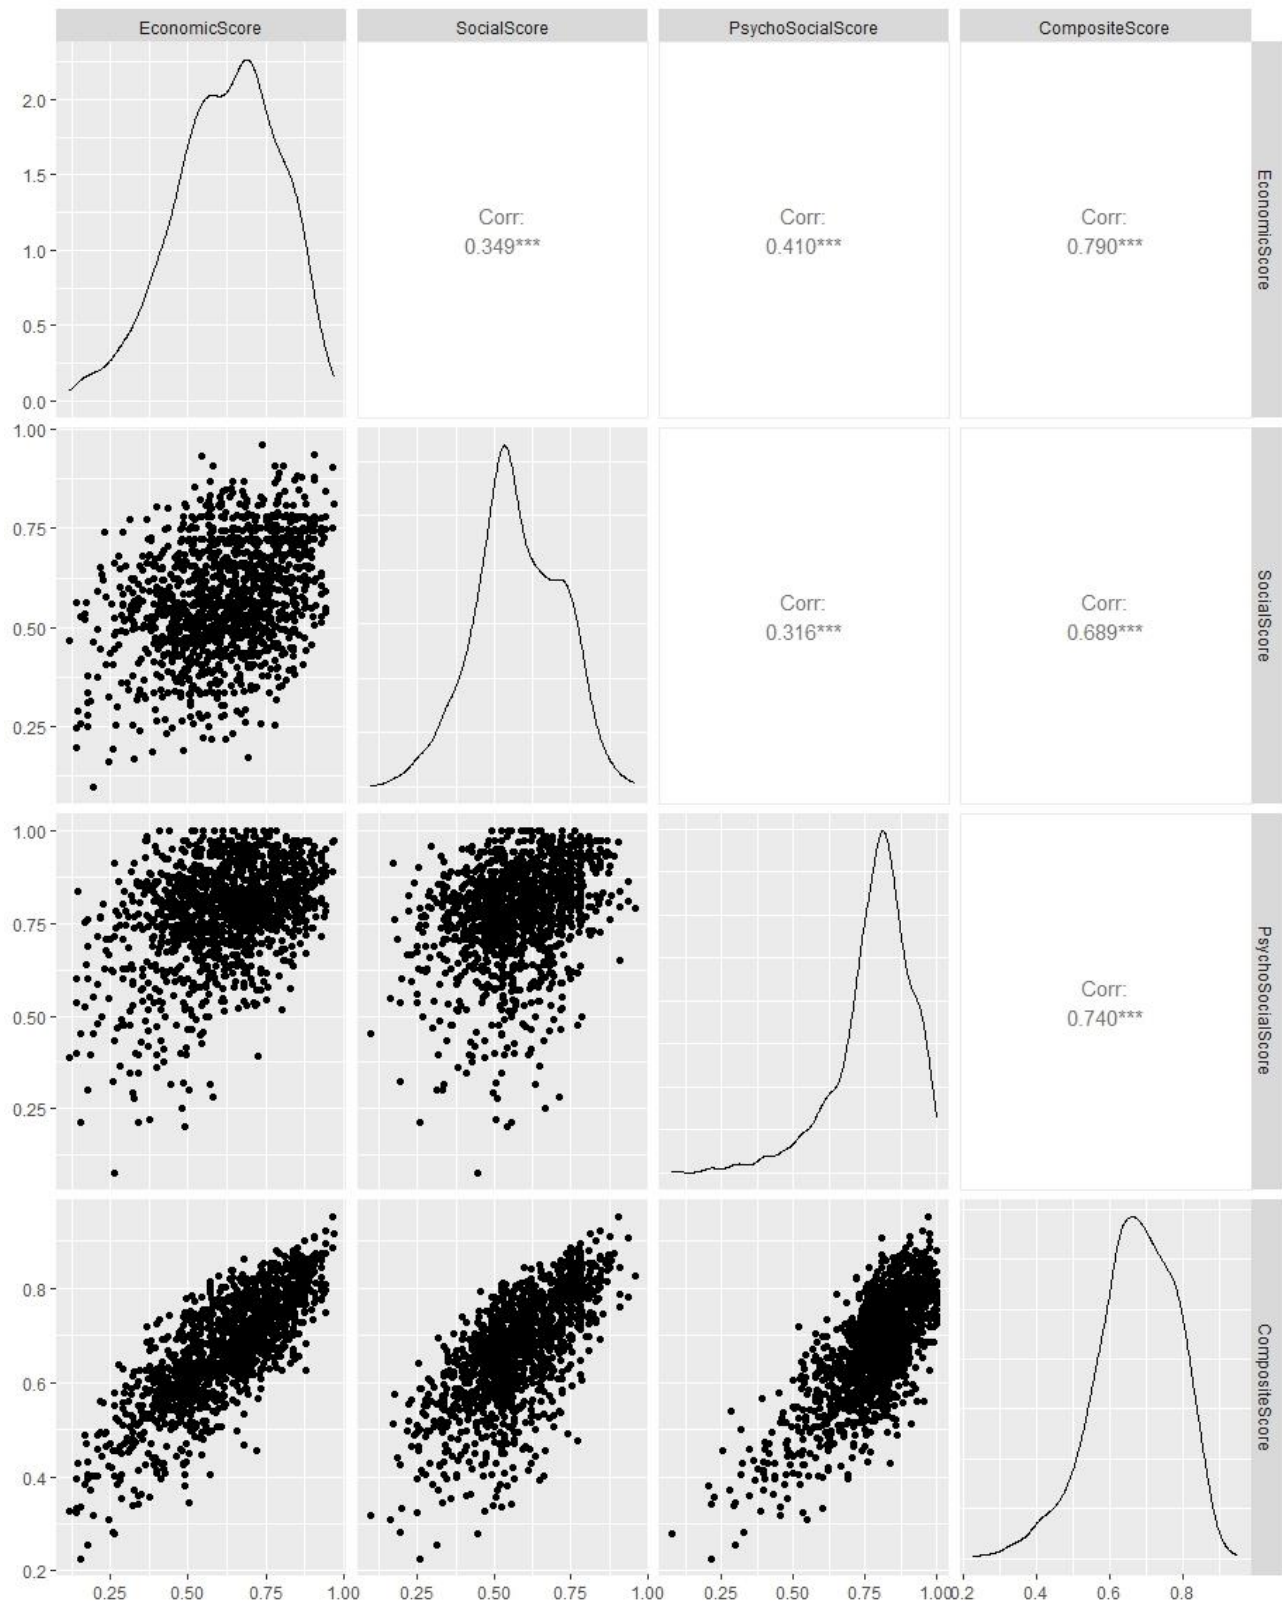 EconomicScore SocialScore PsychoSocialScore CompositeScore
2.0
1.5
1.0
0.5
0.0
Corr:
0.349***
Corr:
0.410***
Corr:
0.790***
EconomicScore
1.00
0.75
0.50
0.25
Corr:
0.316***
Corr:
0.689***
SocialScore
1.00
0.75
0.50
0.25
Corr:
0.740***
PsychoSocialScore
0.8
0.6
0.4
0.2
CompositeScore
0.25 0.50 0.75 1.00 0.25 0.50 0.75 1.00 0.25 0.50 0.75 1.00 0.2 0.4 0.6 0.8